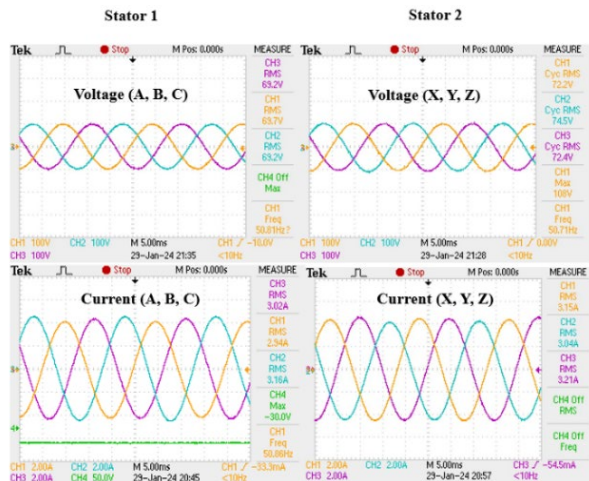 Stator 1
Stator 2
Tek Stop M Pos: 0.000s MEASURE
CH3
RMS
69.2V
CH1
RMS
69.7V
CH2
RMS
69.2V
CH4 Off
Max
CH1
Freq
50.81Hz?
Voltage (A, B, C)
CH1 100V CH2 100V M 5.00ms CH1 / -10.0V
CH3 100V 29-Jan-24 21:35 <10Hz
Tek Stop M Pos: 0.000s MEASURE
CH1
Cyc RMS
72.2V
CH2
Cyc RMS
74.5V
CH3
Cyc RMS
72.4V
CH1
Max
108V
CH1
Freq
50.71Hz
Voltage (X, Y, Z)
CH1 100V CH2 100V M 5.00ms CH1 / 0.00V
CH3 100V 29-Jan-24 21:28 <10Hz
Tek Stop M Pos: 0.000s MEASURE
CH3
RMS
3.02A
CH1
RMS
2.94A
CH2
RMS
3.16A
CH4
Max
-30.0V
CH1
Freq
50.86Hz
Current (A, B, C)
CH1 2.00A CH2 2.00A M 5.00ms CH1 / -33.3mA
CH3 2.00A CH4 50.0V 29-Jan-24 20:45 <10Hz
Tek Stop M Pos: 0.000s MEASURE
CH1
RMS
3.15A
CH2
RMS
3.04A
CH3
RMS
3.21A
CH4 Off
RMS
CH4 Off
Freq
Current (X, Y, Z)
CH1 2.00A CH2 2.00A M 5.00ms CH3 / -54.5mA
CH3 2.00A 29-Jan-24 20:57 <10Hz